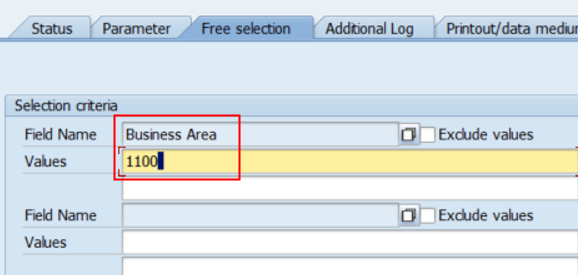 Status Parameter Free selection Additional Log Printout/data mediu
Selection criteria
Field Name Business Area Exclude values
Values 1100
Field Name Exclude values
Values